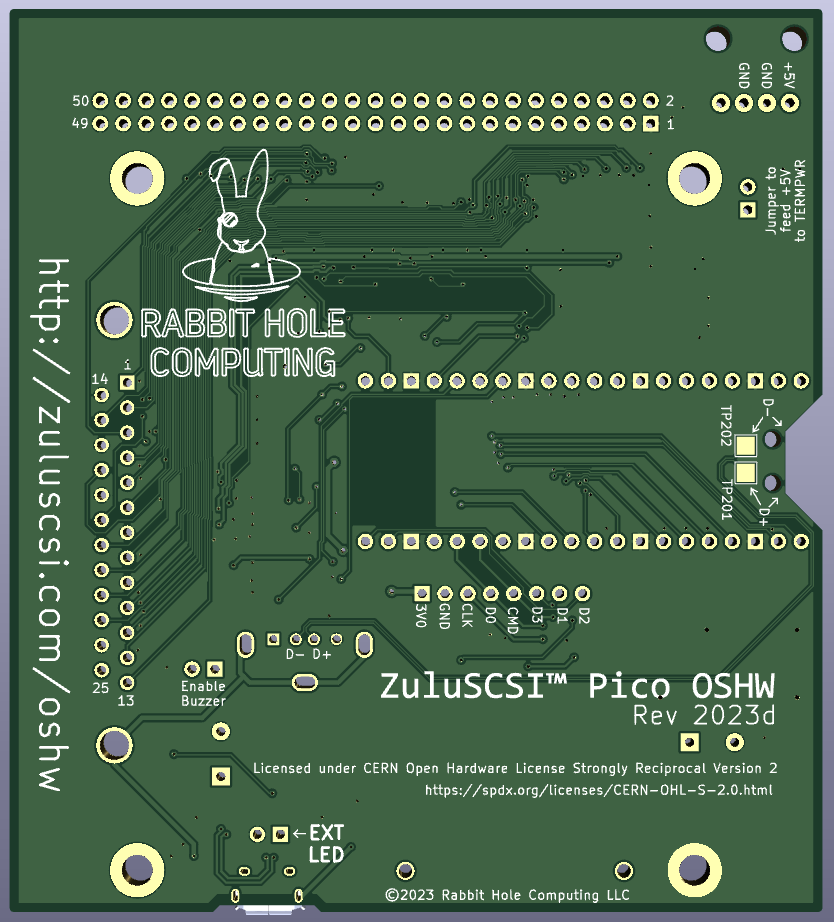 GND
GND
+5V
50
2
49
1
Jumper to
feed +5V
to TERMPWR
http://zuluscsi.com/oshw
RABBIT HOLE
COMPUTING
1
14
D-
TP202
TP201
D+
3V0
GND
CLK
D0
CMD
D3
D1
D2
D- D+
25
13
Enable
Buzzer
ZuluSCSI™ Pico OSHW
Rev 2023d
Licensed under CERN Open Hardware License Strongly Reciprocal Version 2
https://spdx.org/licenses/CERN-OHL-S-2.0.html
←EXT
LED
©2023 Rabbit Hole Computing LLC